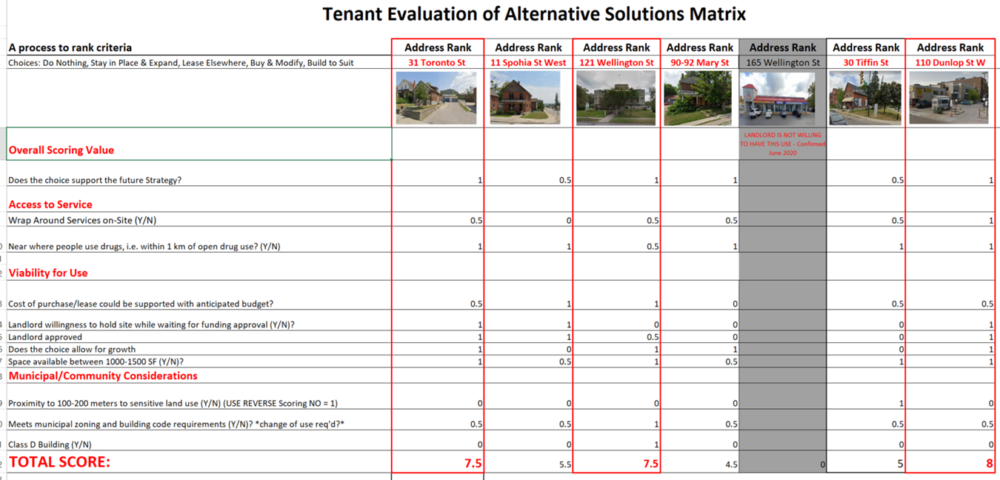 Tenant Evaluation of Alternative Solutions Matrix
A process to rank criteria Address Rank Address Rank Address Rank Address Rank Address Rank Address Rank Address Rank
Choices: Do Nothing, Stay in Place & Expand, Lease Elsewhere, Buy & Modify, Build to Suit 31 Toronto St 11 Spohia St West 121 Wellington St 90-92 Mary St 165 Wellington St 30 Tiffin St 110 Dunlop St W
LANDLORD IS NOT WILLING
TO HAVE THIS USE - Confirmed
June 2020
Overall Scoring Value
Does the choice support the future Strategy? 1 0.5 1 1 0.5 1
Access to Service
Wrap Around Services on-Site (Y/N) 0.5 0 0.5 0.5 0.5 1
Near where people use drugs, i.e. within 1 km of open drug use? (Y/N) 1 1 0.5 1 1 1
Viability for Use
Cost of purchase/lease could be supported with anticipated budget? 0.5 1 1 0 0.5 0.5
Landlord willingness to hold site while waiting for funding approval (Y/N)? 1 1 0 0 0 1
Landlord approved 1 1 0.5 0 0 1
Does the choice allow for growth 1 0 1 1 0 1
Space available between 1000-1500 SF (Y/N)? 1 0.5 1 0.5 1 1
Municipal/Community Considerations
Proximity to 100-200 meters to sensitive land use (Y/N) (USE REVERSE Scoring NO = 1) 0 0 0 0 1 0
Meets municipal zoning and building code requirements (Y/N)? *change of use req'd?* 0.5 0.5 1 0.5 0.5 0.5
Class D Building (Y/N) 0 0 1 0 0 0
TOTAL SCORE: 7.5 5.5 7.5 4.5 0 5 8